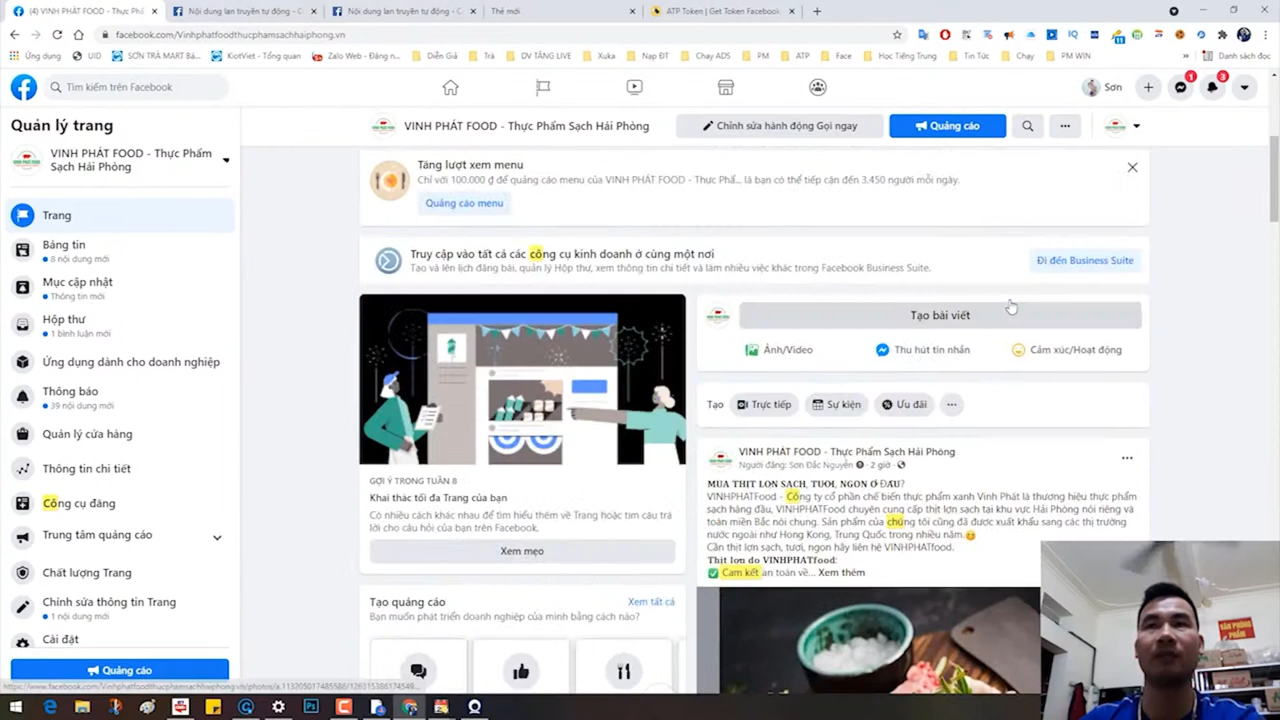 (4) VINH PHÁT FOOD - Thực Phẩ
Nội dung lan truyền tự động - C
Nội dung lan truyền tự động - C
Thẻ mới
ATP Token | Get Token Facebook
facebook.com/Vinhphatfoodthucphamsachhaiphong.vn
Ứng dụng
UID
SƠN TRÀ MART Bá...
KiotViet - Tổng quan
Zalo Web - Đăng n...
Diễn Giả
Trà
DV TĂNG LIVE
Xuka
Nạp ĐT
Chạy ADS
PM
ATP
Face
Học Tiếng Trung
Tin Tức
Chạy
PM WIN
Danh sách đọc
Tìm kiếm trên Facebook
Sơn
1
3
Quản lý trang
VINH PHÁT FOOD - Thực Phẩm
Sạch Hải Phòng
VINH PHÁT FOOD - Thực Phẩm Sạch Hải Phòng
Chỉnh sửa hành động Gọi ngay
Quảng cáo
Trang
Bảng tin
8 nội dung mới
Mục cập nhật
Thông tin mới
Hộp thư
1 bình luận mới
Ứng dụng dành cho doanh nghiệp
Thông báo
39 nội dung mới
Quản lý cửa hàng
Thông tin chi tiết
Công cụ đăng
Trung tâm quảng cáo
Chất lượng Trang
Chỉnh sửa thông tin Trang
1 nội dung mới
Cài đặt
Quảng cáo
Tăng lượt xem menu
Chỉ với 100.000 ₫ để quảng cáo menu của VINH PHÁT FOOD - Thực Phẩ... là bạn có thể tiếp cận đến 3.450 người mỗi ngày.
Quảng cáo menu
Truy cập vào tất cả các công cụ kinh doanh ở cùng một nơi
Tạo và lên lịch đăng bài, quản lý Hộp thư, xem thông tin chi tiết và làm nhiều việc khác trong Facebook Business Suite.
Đi đến Business Suite
GỢI Ý TRONG TUẦN 8
Khai thác tối đa Trang của bạn
Có nhiều cách khác nhau để tìm hiểu thêm về Trang hoặc tìm câu trả
lời cho câu hỏi của bạn trên Facebook.
Xem mẹo
Tạo quảng cáo
Xem tất cả
Bạn muốn phát triển doanh nghiệp của mình bằng cách nào?
Tạo bài viết
Ảnh/Video
Thu hút tin nhắn
Cảm xúc/Hoạt động
Tạo
Trực tiếp
Sự kiện
Ưu đãi
VINH PHÁT FOOD - Thực Phẩm Sạch Hải Phòng
Người đăng: Sơn Đắc Nguyễn · 2 giờ ·
MUA THỊT LỢN SẠCH, TƯƠI, NGON Ở ĐÂU?
VINHPHATFood - Công ty cổ phần chế biến thực phẩm xanh Vinh Phát là thương hiệu thực phẩm
sạch hàng đầu, VINHPHATFood chuyên cung cấp thịt lợn sạch tại khu vực Hải Phòng nói riêng và
toàn miền Bắc nói chung. Sản phẩm của chúng tôi cũng đã được xuất khẩu sang các thị trường
nước ngoài như Hong Kong, Trung Quốc trong nhiều năm.
Cần thịt lợn sạch, tươi, ngon hãy liên hệ VINHPHATfood.
Thịt lợn do VINHPHATfood:
Cam kết an toàn về... Xem thêm
VĂN PHÒNG
PHẨM